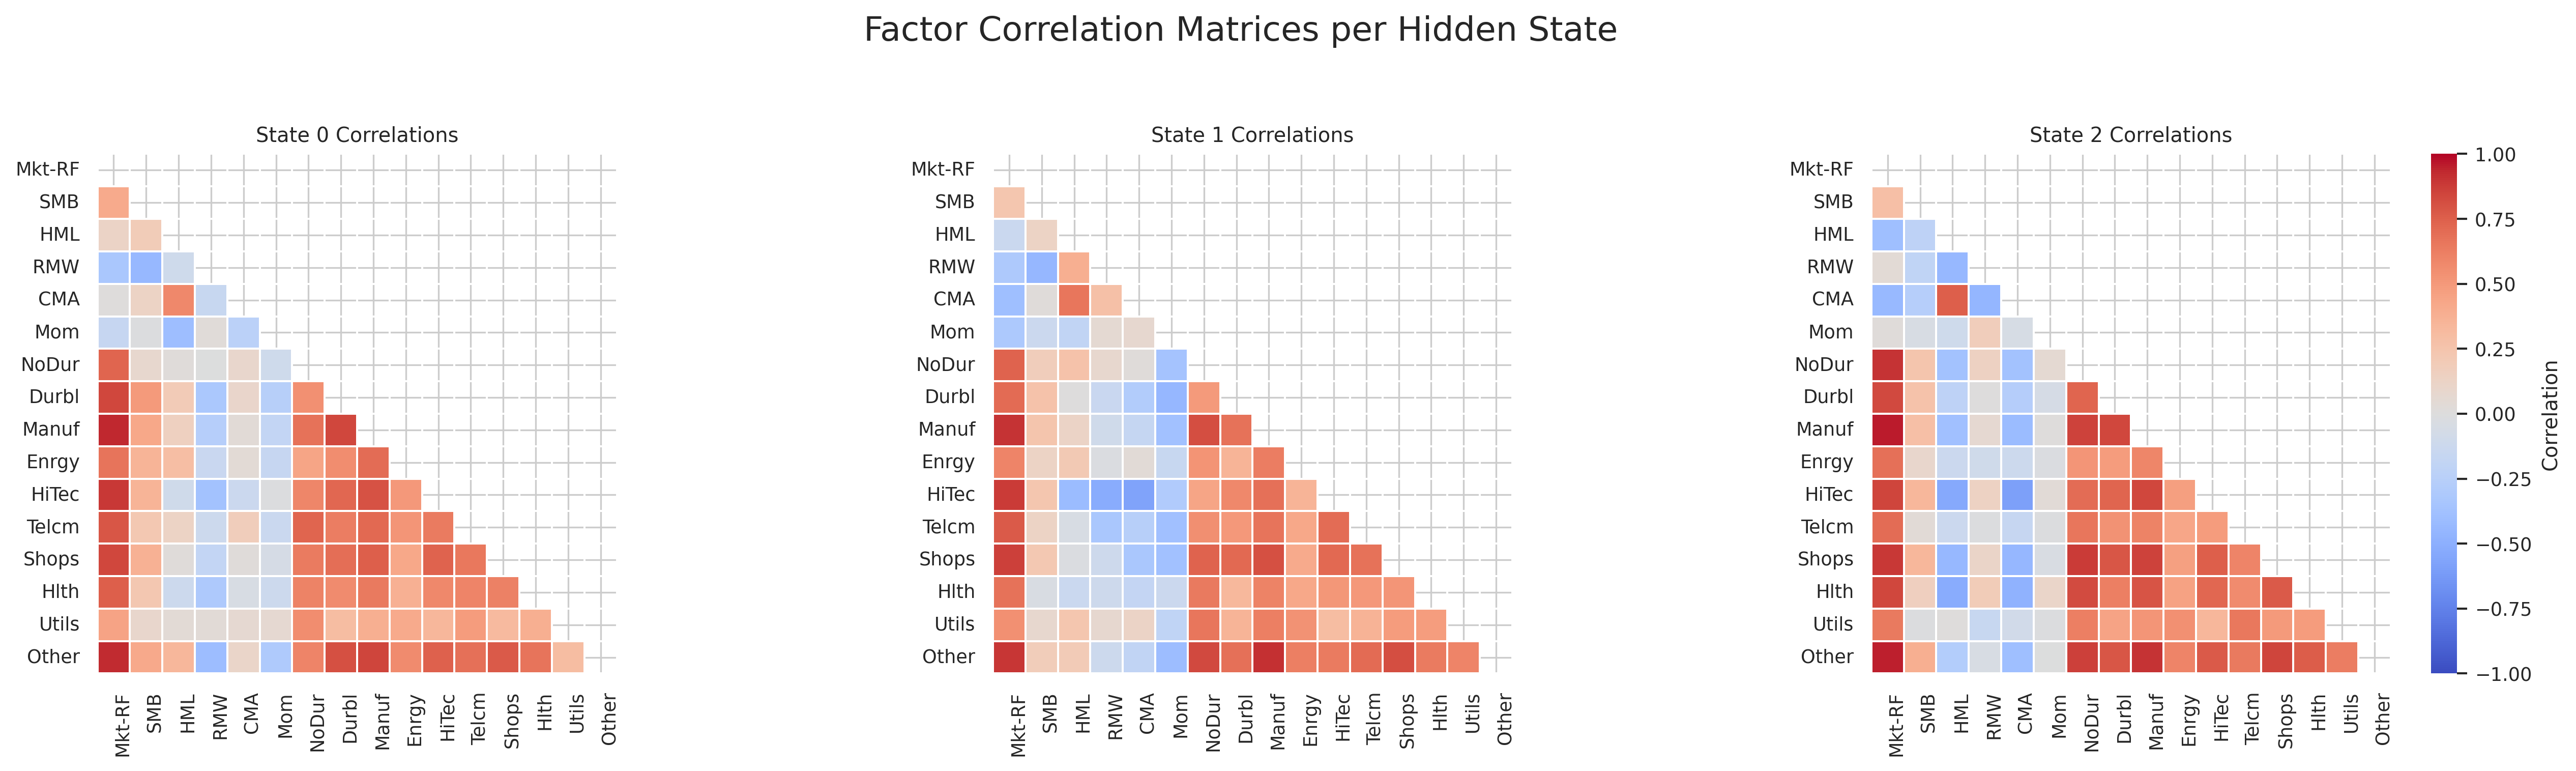 Factor Correlation Matrices per Hidden State
State 0 Correlations
Mkt-RF
SMB
HML
RMW
CMA
Mom
NoDur
Durbl
Manuf
Enrgy
HiTec
Telcm
Shops
Hlth
Utils
Other
Mkt-RF
SMB
HML
RMW
CMA
Mom
NoDur
Durbl
Manuf
Enrgy
HiTec
Telcm
Shops
Hlth
Utils
Other
State 1 Correlations
Mkt-RF
SMB
HML
RMW
CMA
Mom
NoDur
Durbl
Manuf
Enrgy
HiTec
Telcm
Shops
Hlth
Utils
Other
Mkt-RF
SMB
HML
RMW
CMA
Mom
NoDur
Durbl
Manuf
Enrgy
HiTec
Telcm
Shops
Hlth
Utils
Other
State 2 Correlations
Mkt-RF
SMB
HML
RMW
CMA
Mom
NoDur
Durbl
Manuf
Enrgy
HiTec
Telcm
Shops
Hlth
Utils
Other
Mkt-RF
SMB
HML
RMW
CMA
Mom
NoDur
Durbl
Manuf
Enrgy
HiTec
Telcm
Shops
Hlth
Utils
Other
1.00
0.75
0.50
0.25
0.00
−0.25
−0.50
−0.75
−1.00
Correlation